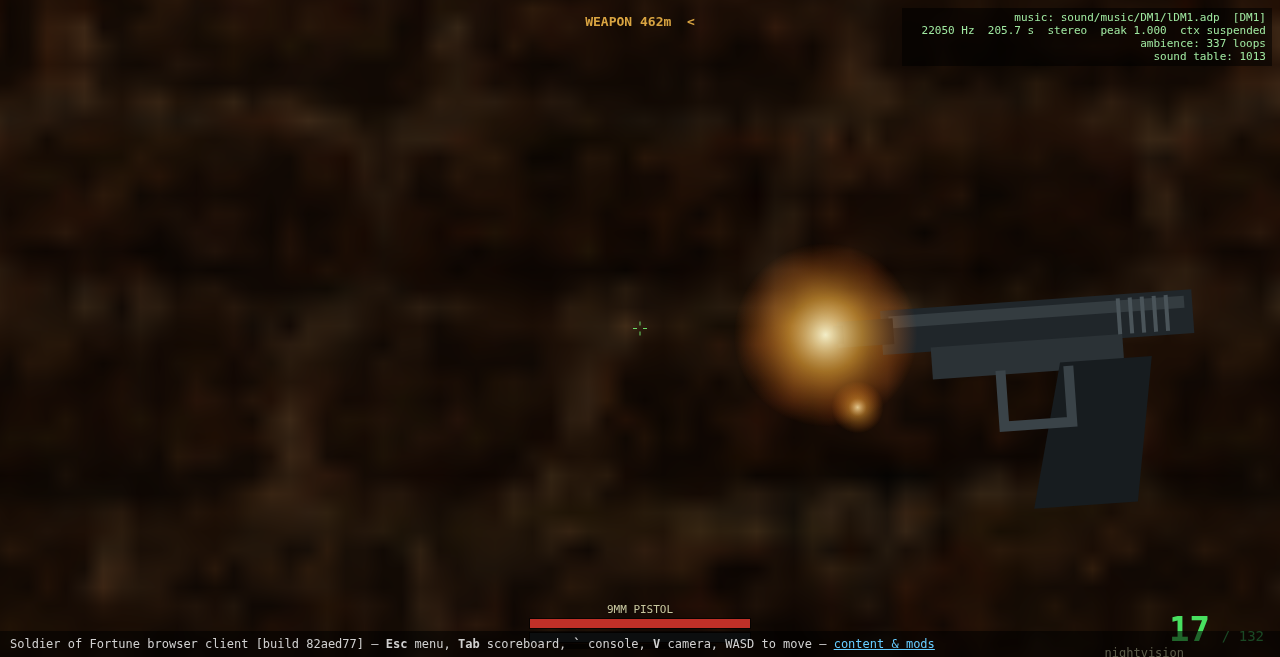 WEAPON 462m <
music: sound/music/DM1/lDM1.adp [DM1]
22050 Hz 205.7 s stereo peak 1.000 ctx suspended
ambience: 337 loops
sound table: 1013
9MM PISTOL
17 / 132
Soldier of Fortune browser client [build 82aed77] — Esc menu, Tab scoreboard, ` console, V camera, WASD to move — content & mods
nightvision